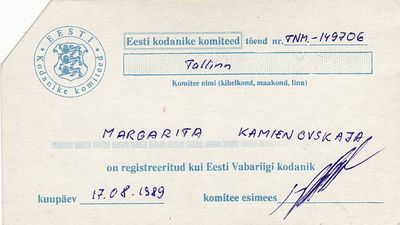 EESTI
Kodanike komiteed
Eesti kodanike komiteed tõend nr. TNM.-149706
Tallinn
Komitee nimi (kihelkond, maakond, linn)
MARGARITA KAMIENOVSKAJA
on registreeritud kui Eesti Vabariigi kodanik
kuupäev 17.08.1989 komitee esimees